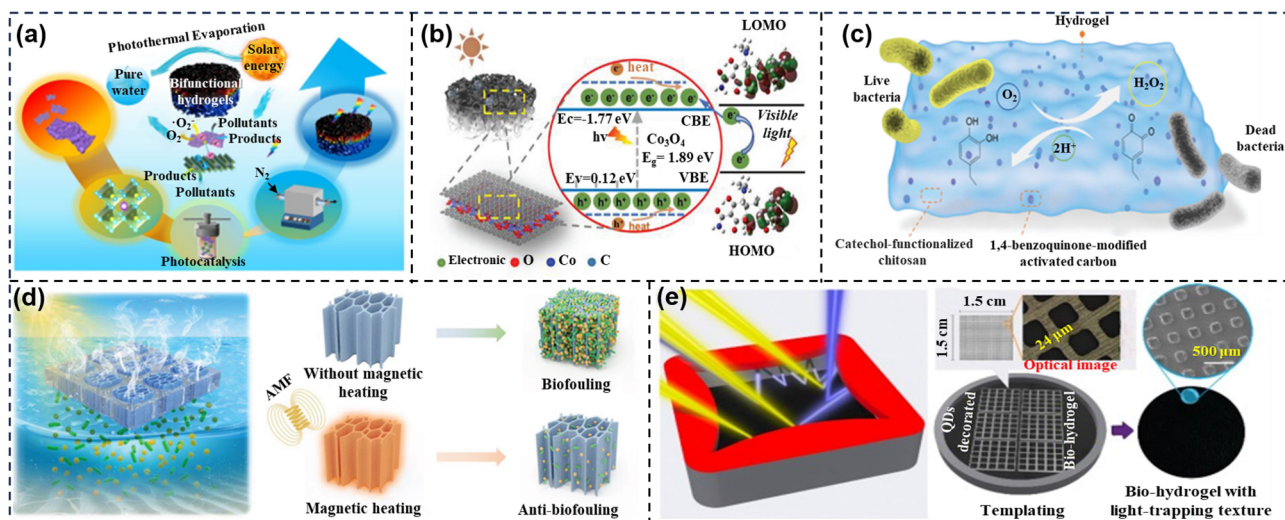 (a)
Photothermal Evaporation
Solar
energy
Pure
water
Bifunctional
hydrogels
·O₂⁻
O₂
Pollutants
Products
Products
Pollutants
N₂
Photocatalysis
(b)
LOMO
e⁻ heat
e⁻ e⁻ e⁻ e⁻ e⁻ e⁻
Ec=-1.77 eV
CBE
hv
Co₃O₄
E₉= 1.89 eV
Ev=0.12 eV
VBE
h⁺ h⁺ h⁺ h⁺ h⁺ h⁺
h⁺ heat
e⁻
Visible
light
e⁻
HOMO
Electronic O Co C
(c)
Hydrogel
Live
bacteria
O₂
H₂O₂
2H⁺
OH
OH
O
O
Dead
bacteria
Catechol-functionalized
chitosan
1,4-benzoquinone-modified
activated carbon
(d)
Without magnetic
heating
Biofouling
AMF
Magnetic heating
Anti-biofouling
(e)
1.5 cm
1.5 cm
24 μm
Optical image
500 μm
QDs
decorated
Bio-hydrogel
Templating
Bio-hydrogel with
light-trapping texture